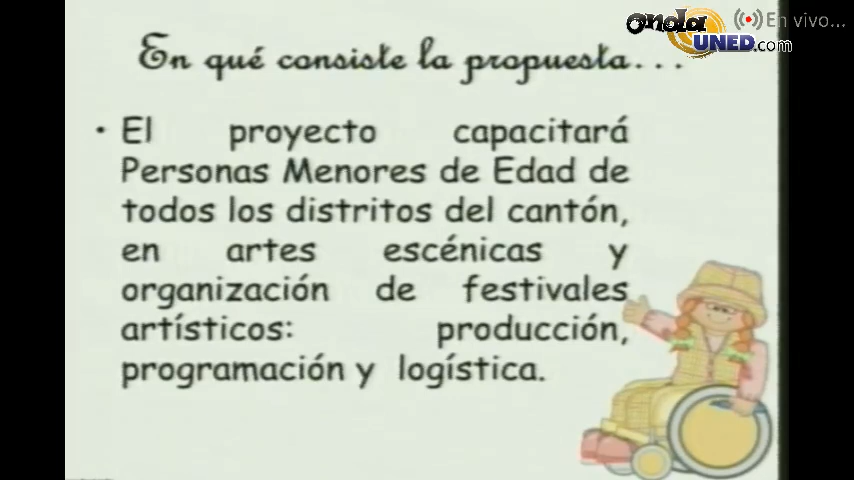 onda
UNED.com
En vivo...
En qué consiste la propuesta...
• El proyecto capacitará
Personas Menores de Edad de
todos los distritos del cantón,
en artes escénicas y
organización de festivales
artísticos: producción,
programación y logística.